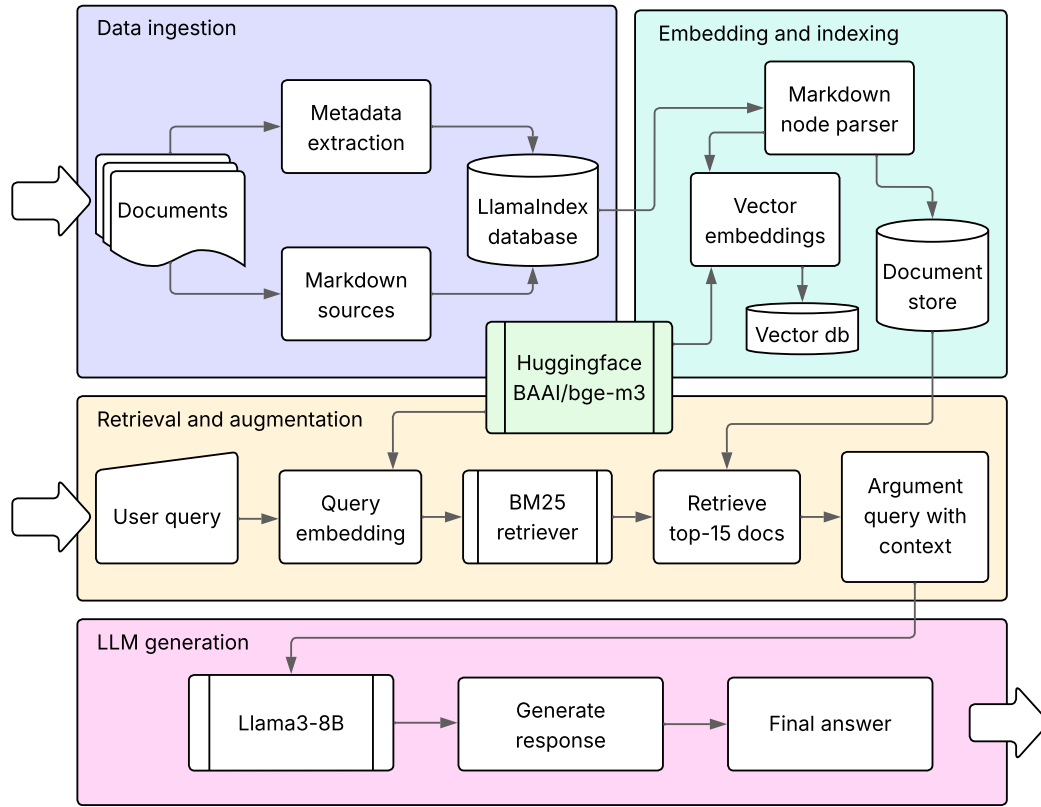 Data ingestion
Metadata
extraction
Documents
LlamaIndex
database
Markdown
sources
Embedding and indexing
Markdown
node parser
Vector
embeddings
Document
store
Vector db
Huggingface
BAAI/bge-m3
Retrieval and augmentation
User query
Query
embedding
BM25
retriever
Retrieve
top-15 docs
Argument
query with
context
LLM generation
Llama3-8B
Generate
response
Final answer